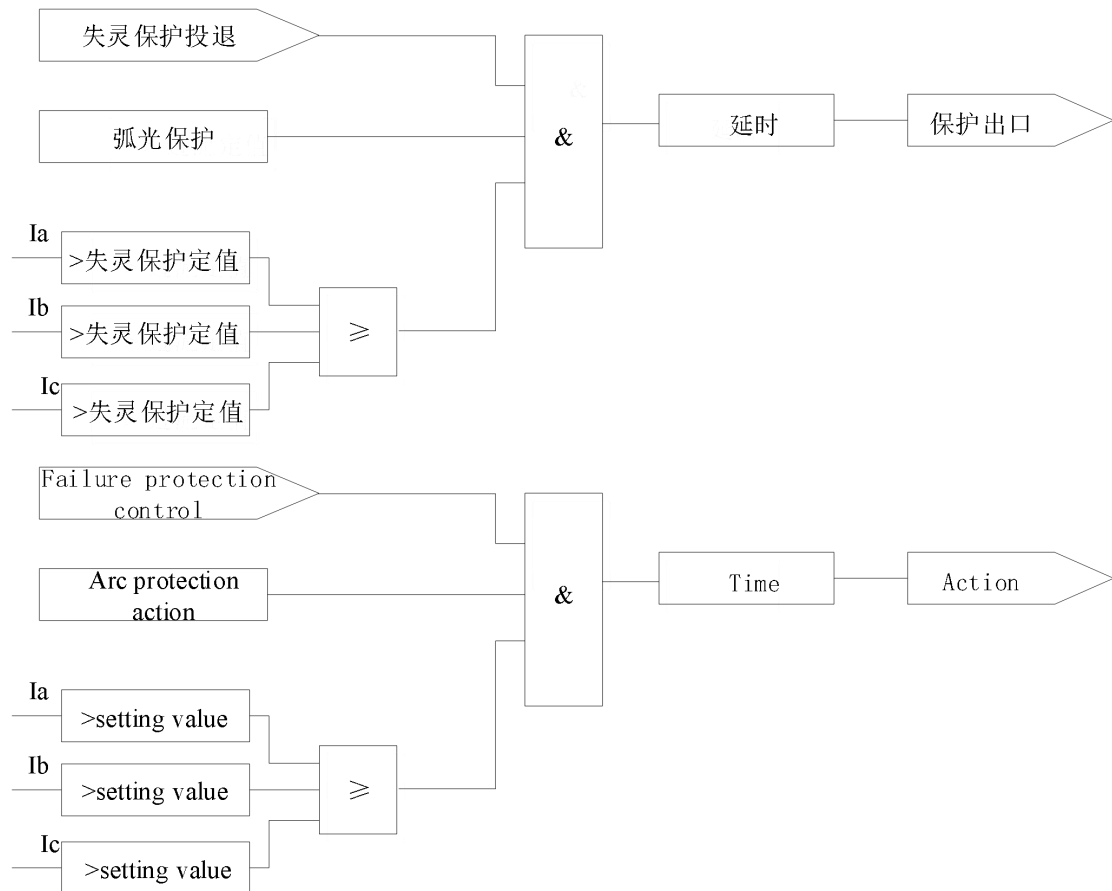 失灵保护投退
弧光保护
&
延时
保护出口
Ia
>失灵保护定值
Ib
>失灵保护定值
≥
Ic
>失灵保护定值
Failure protection
control
Arc protection
action
&
Time
Action
Ia
>setting value
Ib
>setting value
≥
Ic
>setting value